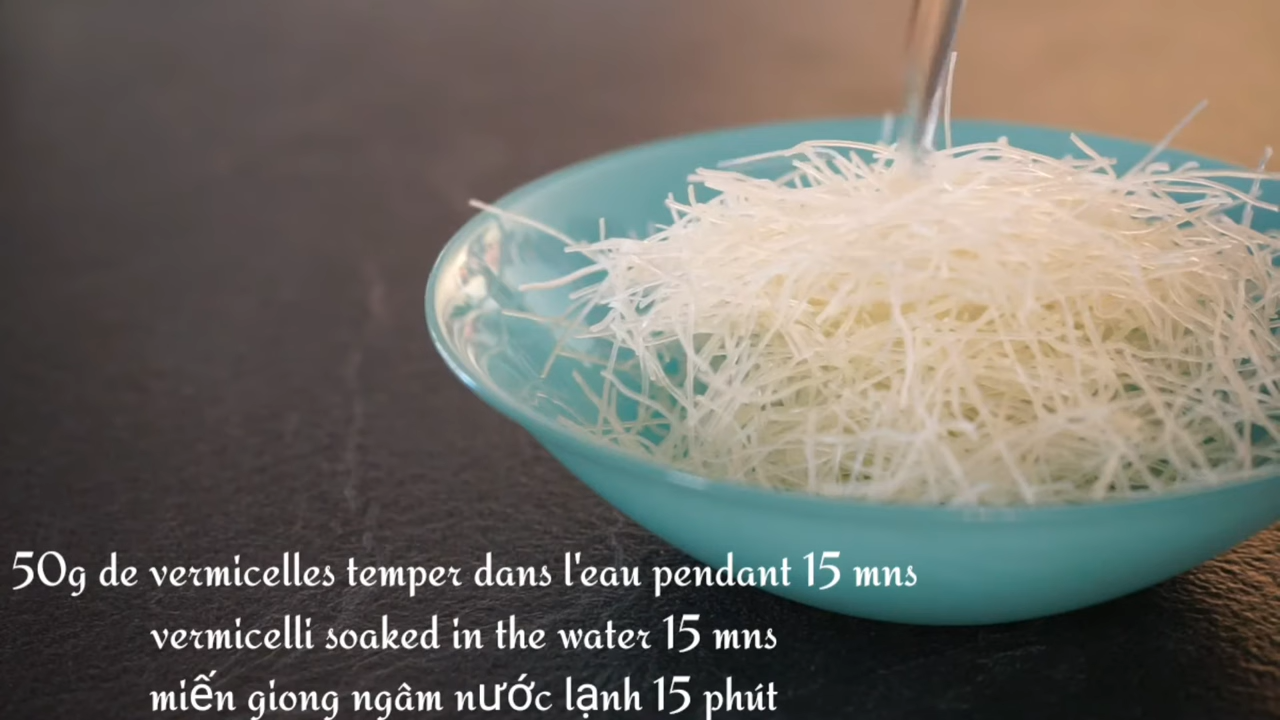 50g de vermicelles temper dans l'eau pendant 15 mns
vermicelli soaked in the water 15 mns
miến giong ngâm nước lạnh 15 phút